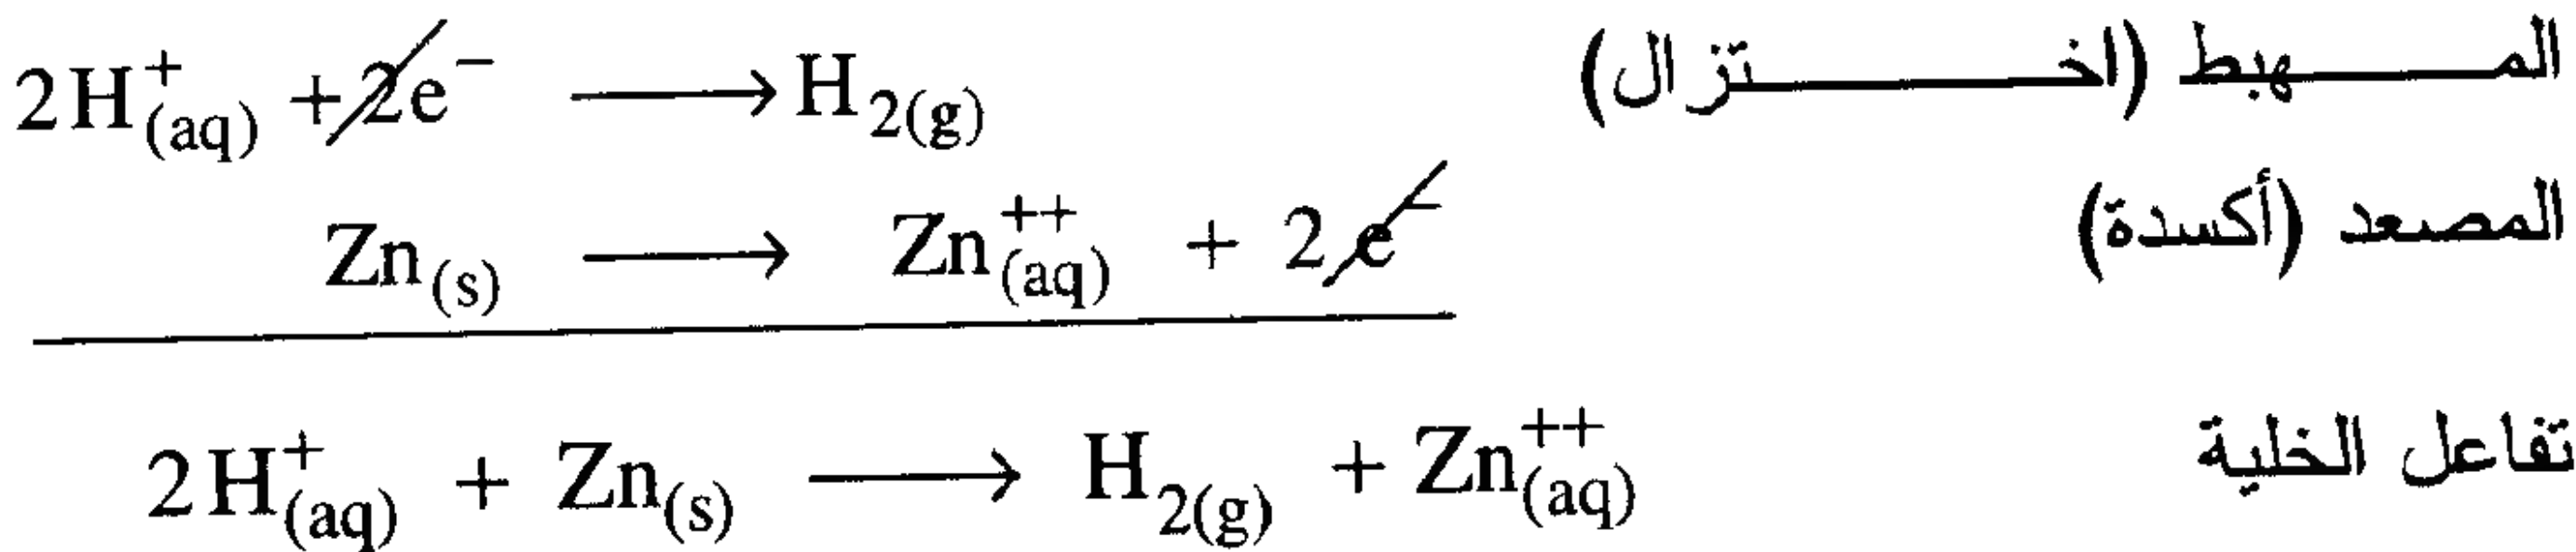 المهبط (اختزال) 2H⁺(aq) + 2e⁻ ⟶ H₂(g)
المصعد (أكسدة) Zn(s) ⟶ Zn⁺⁺(aq) + 2e⁻
تفاعل الخلية 2H⁺(aq) + Zn(s) ⟶ H₂(g) + Zn⁺⁺(aq)